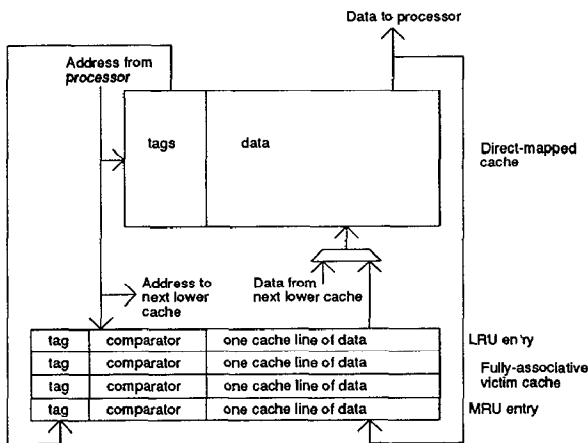 Data to processor
Address from
processor
tags
data
Direct-mapped
cache
Address to
next lower
cache
Data from
next lower cache
tag comparator one cache line of data LRU entry
tag comparator one cache line of data Fully-associative
tag comparator one cache line of data victim cache
tag comparator one cache line of data MRU entry